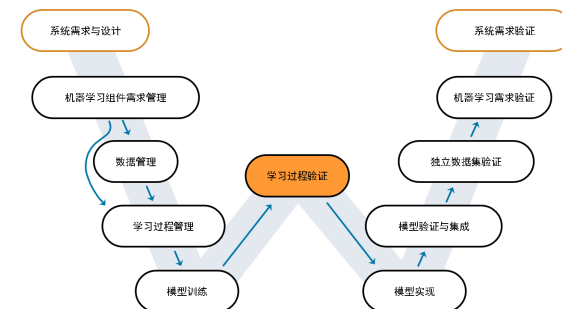 系统需求与设计
系统需求验证
机器学习组件需求管理
机器学习需求验证
数据管理
独立数据集验证
学习过程验证
学习过程管理
模型验证与集成
模型训练
模型实现